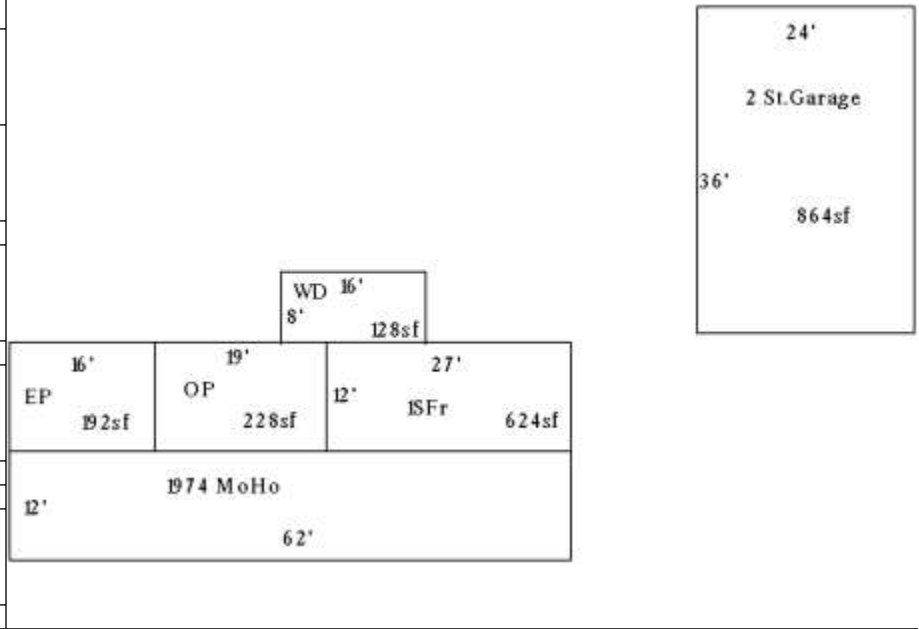 24'
2 St.Garage
36'
864sf
WD 16'
8'
128sf
16'
EP
192sf
19'
OP
228sf
27'
12'
1SFr
624sf
1974 MoHo
12'
62'